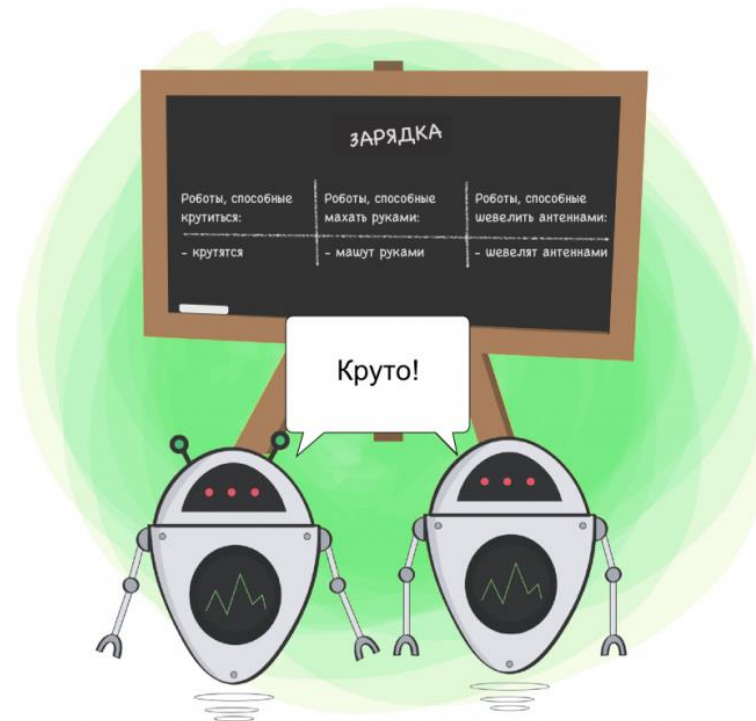 ЗАРЯДКА
Роботы, способные
крутиться:
- крутятся
Роботы, способные
махать руками:
- машут руками
Роботы, способные
шевелить антеннами:
- шевелят антеннами
Круто!